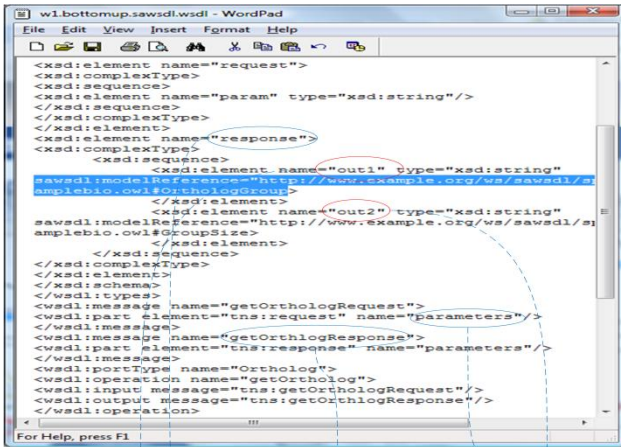 w1.bottomup.sawsdl.wsdl - WordPad
File Edit View Insert Format Help
<xsd:element name="request">
<xsd:complexType>
<xsd:sequence>
<xsd:element name="param" type="xsd:string"/>
</xsd:sequence>
</xsd:complexType>
</xsd:element>
<xsd:element name="response">
<xsd:complexType>
<xsd:sequence>
<xsd:element name="out1" type="xsd:string"
sawsdl:modelReference="http://www.example.org/ws/sawsdl/sp
amplebio.owl#OrthologGroup>
</xsd:element>
<xsd:element name="out2" type="xsd:string"
sawsdl:modelReference="http://www.example.org/ws/sawsdl/sp
amplebio.owl#GroupSize>
</xsd:element>
</xsd:sequence>
</xsd:complexType>
</xsd:element>
</xsd:schema>
</wsdl:types>
<wsdl:message name="getOrthologRequest">
<wsdl:part element="tns:request" name="parameters"/>
</wsdl:message>
<wsdl:message name="getOrthlogResponse">
<wsdl:part element="tns:response" name="parameters"/>
</wsdl:message>
<wsdl:portType name="Ortholog">
<wsdl:operation name="getOrtholog">
<wsdl:input message="tns:getOrthlogRequest"/>
<wsdl:output message="tns:getOrthlogResponse"/>
</wsdl:operation>
For Help, press F1